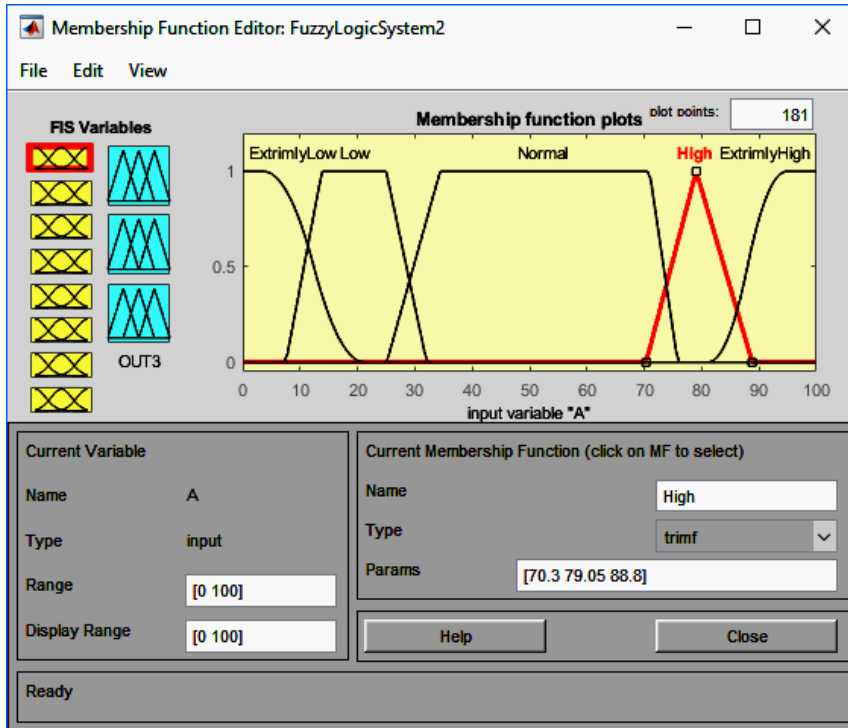 Membership Function Editor: FuzzyLogicSystem2
File Edit View
FIS Variables
Membership function plots plot points: 181
ExtrimlyLow Low Normal High ExtrimlyHigh
1
0.5
0
OUT3
0 10 20 30 40 50 60 70 80 90 100
input variable "A"
Current Variable
Name A
Type input
Range [0 100]
Display Range [0 100]
Current Membership Function (click on MF to select)
Name High
Type trimf
Params [70.3 79.05 88.8]
Help Close
Ready